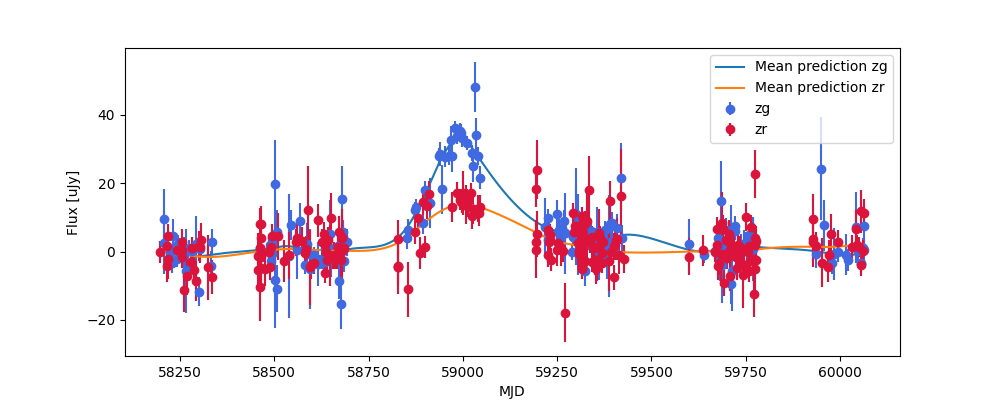 Mean prediction zg
Mean prediction zr
zg
zr
40
20
0
−20
Flux [uJy]
58250 58500 58750 59000 59250 59500 59750 60000
MJD